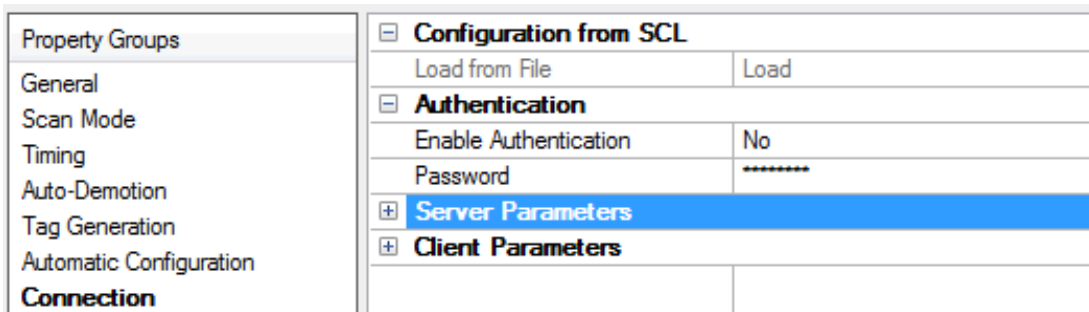 Property Groups
General
Scan Mode
Timing
Auto-Demotion
Tag Generation
Automatic Configuration
Connection
Configuration from SCL
Load from File Load
Authentication
Enable Authentication No
Password ********
Server Parameters
Client Parameters